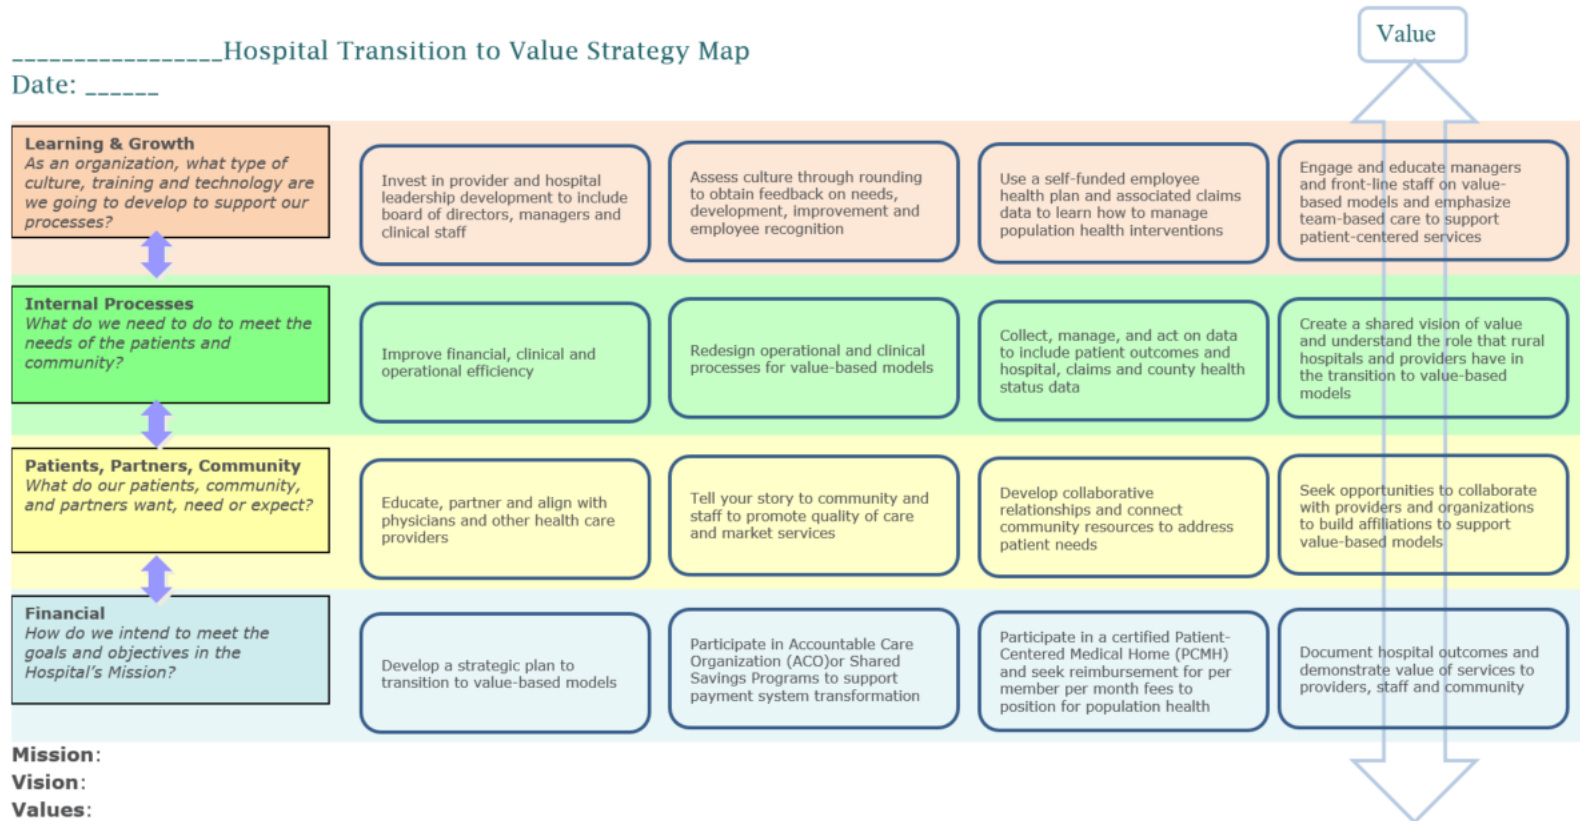 _________________Hospital Transition to Value Strategy Map
Date: ______
Value
Learning & Growth
As an organization, what type of
culture, training and technology are
we going to develop to support our
processes?
Invest in provider and hospital
leadership development to include
board of directors, managers and
clinical staff
Assess culture through rounding
to obtain feedback on needs,
development, improvement and
employee recognition
Use a self-funded employee
health plan and associated claims
data to learn how to manage
population health interventions
Engage and educate managers
and front-line staff on value-
based models and emphasize
team-based care to support
patient-centered services
Internal Processes
What do we need to do to meet the
needs of the patients and
community?
Improve financial, clinical and
operational efficiency
Redesign operational and clinical
processes for value-based models
Collect, manage, and act on data
to include patient outcomes and
hospital, claims and county health
status data
Create a shared vision of value
and understand the role that rural
hospitals and providers have in
the transition to value-based
models
Patients, Partners, Community
What do our patients, community,
and partners want, need or expect?
Educate, partner and align with
physicians and other health care
providers
Tell your story to community and
staff to promote quality of care
and market services
Develop collaborative
relationships and connect
community resources to address
patient needs
Seek opportunities to collaborate
with providers and organizations
to build affiliations to support
value-based models
Financial
How do we intend to meet the
goals and objectives in the
Hospital's Mission?
Develop a strategic plan to
transition to value-based models
Participate in Accountable Care
Organization (ACO)or Shared
Savings Programs to support
payment system transformation
Participate in a certified Patient-
Centered Medical Home (PCMH)
and seek reimbursement for per
member per month fees to
position for population health
Document hospital outcomes and
demonstrate value of services to
providers, staff and community
Mission:
Vision:
Values: